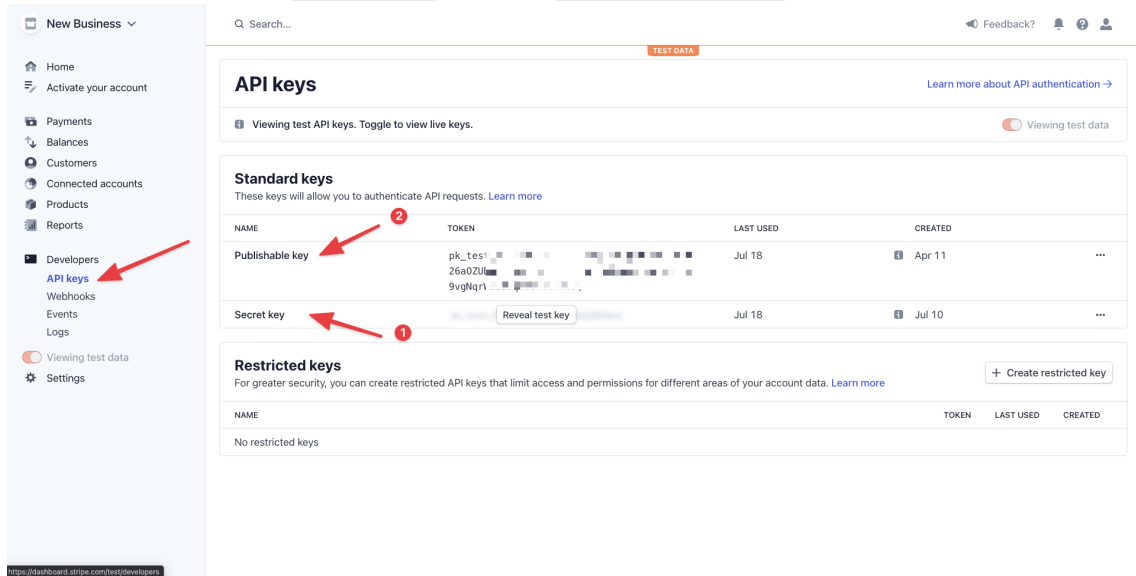 New Business
Search...
Feedback?
TEST DATA
Home
Activate your account
Payments
Balances
Customers
Connected accounts
Products
Reports
Developers
API keys
Webhooks
Events
Logs
Viewing test data
Settings
API keys
Learn more about API authentication →
Viewing test API keys. Toggle to view live keys.
Viewing test data
Standard keys
These keys will allow you to authenticate API requests. Learn more
2
NAME TOKEN LAST USED CREATED
Publishable key Jul 18 Apr 11
Secret key Reveal test key Jul 18 Jul 10
1
Restricted keys
+ Create restricted key
For greater security, you can create restricted API keys that limit access and permissions for different areas of your account data. Learn more
NAME TOKEN LAST USED CREATED
No restricted keys
https://dashboard.stripe.com/test/developers